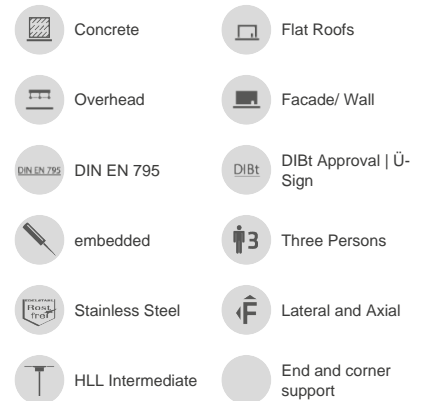 Concrete
Flat Roofs
Overhead
Facade/ Wall
DIN EN 795
DIN EN 795
DIBt
DIBt Approval | Ü-
Sign
embedded
3
Three Persons
EDELSTAHL
Rost
frei
Stainless Steel
F
Lateral and Axial
HLL Intermediate
End and corner
support